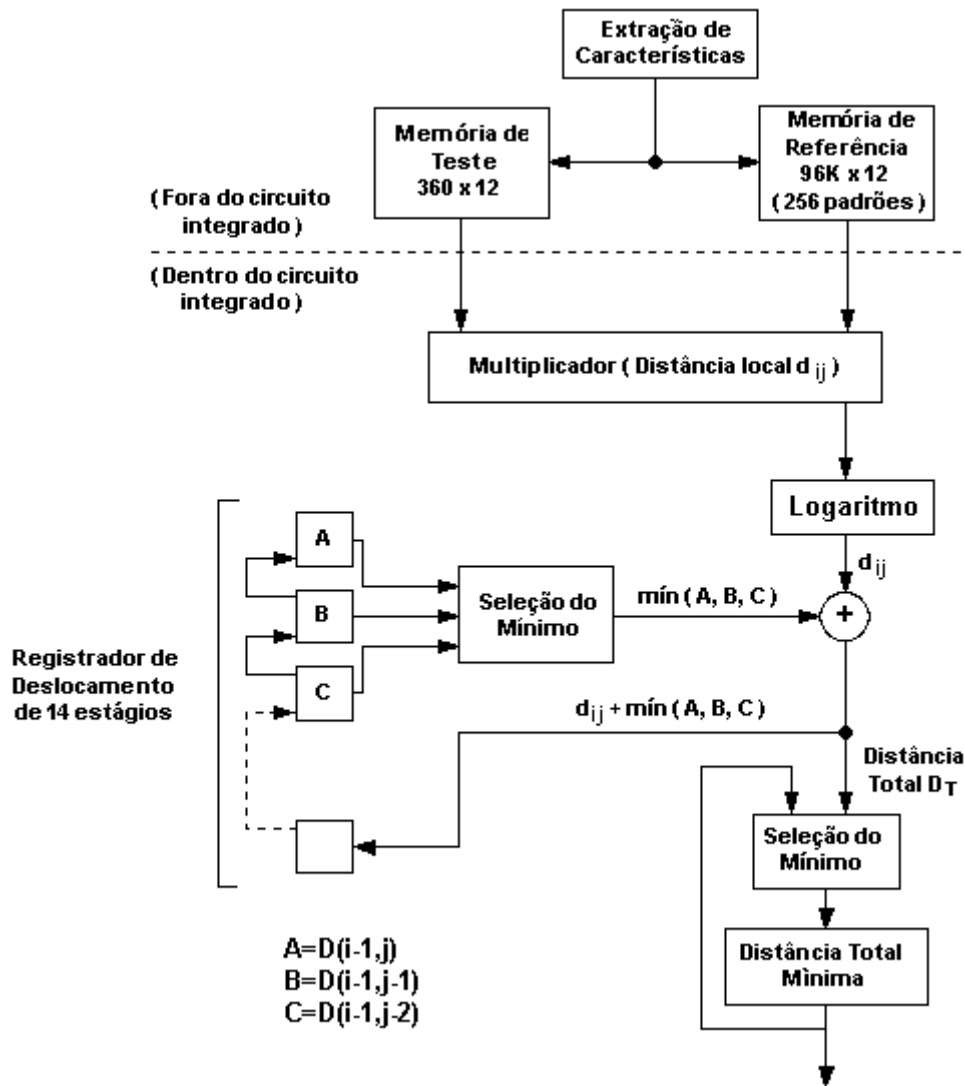 Extração de
Características
Memória de
Teste
360 x 12
Memória de
Referência
96K x 12
( 256 padrões )
( Fora do circuito
integrado )
( Dentro do circuito
integrado )
Multiplicador ( Distância local d ij )
Logaritmo
d ij
A
B
C
Seleção do
Mínimo
mín ( A, B, C )
+
Registrador de
Deslocamento
de 14 estágios
d ij + mín ( A, B, C )
Distância
Total D T
Seleção do
Mínimo
Distância Total
Mìnima
A=D(i-1,j)
B=D(i-1,j-1)
C=D(i-1,j-2)